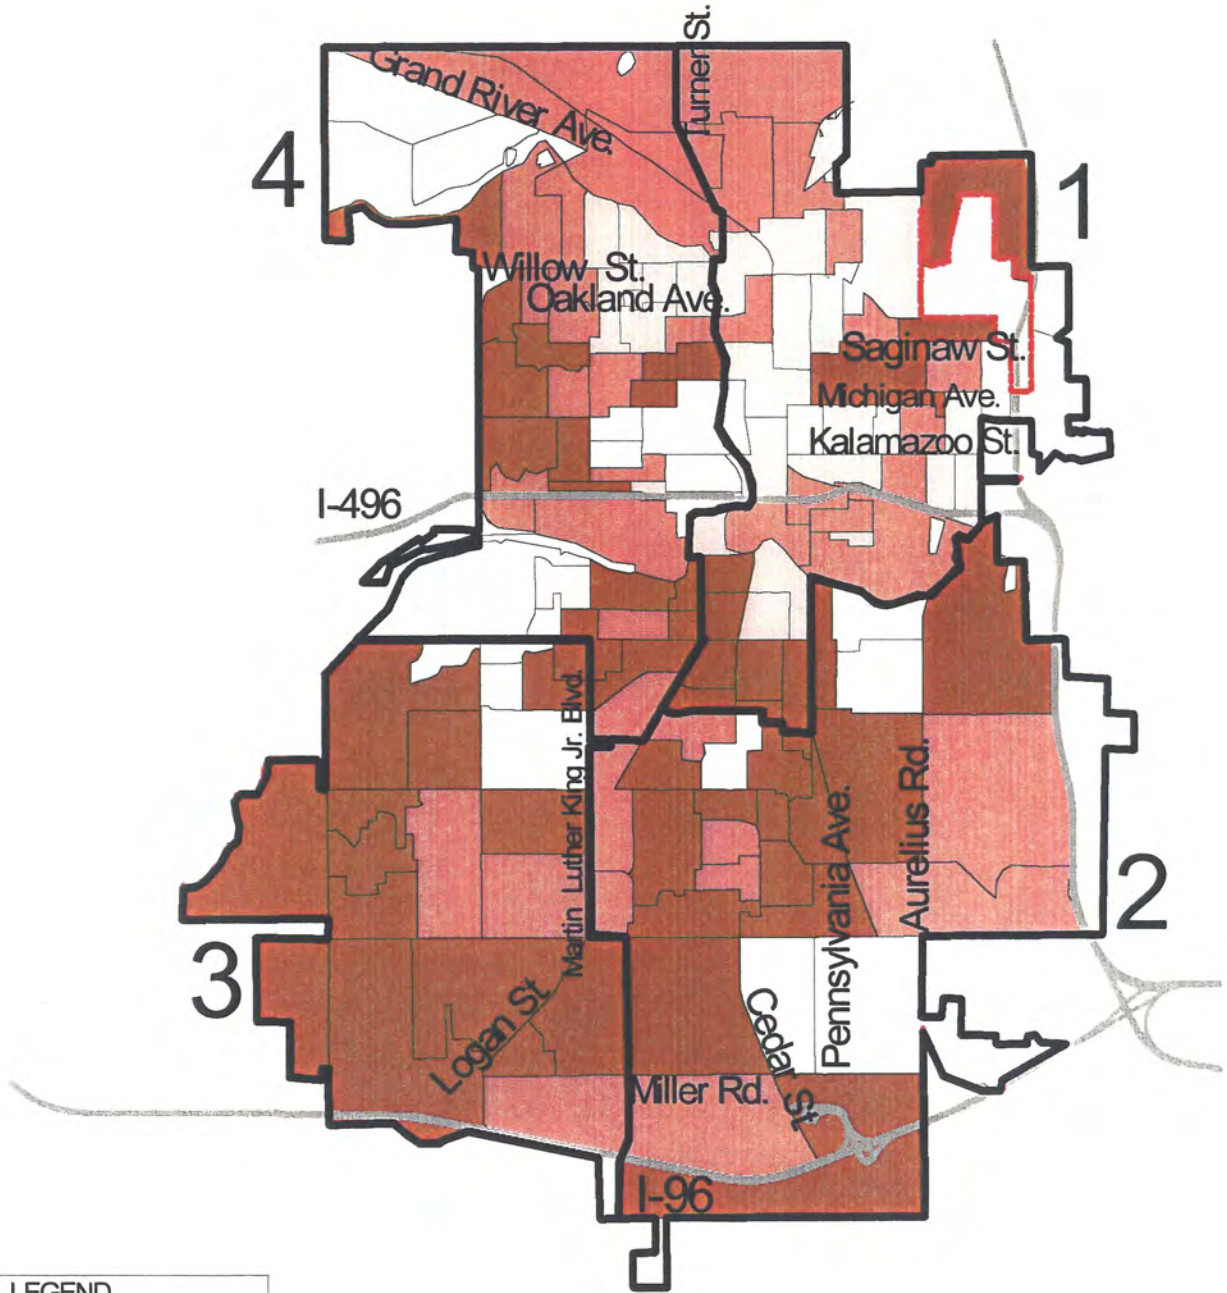 Turner St.
Grand River Ave.
4
1
Willow St.
Oakland Ave.
Saginaw St.
Michigan Ave.
Kalamazoo St.
I-496
Martin Luther King Jr. Blvd.
Pennsylvania Ave.
Aurelius Rd.
2
3
Logan St
Cedar St
Miller Rd.
I-96
LEGEND